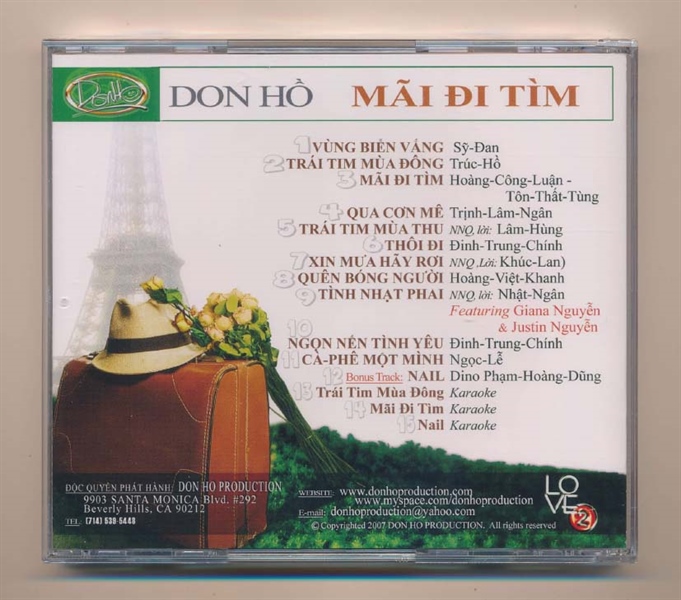 DON HỒ
DON HỒ MÃI ĐI TÌM
1 VÙNG BIỂN VẮNG Sỹ-Đan
2 TRÁI TIM MÙA ĐÔNG Trúc-Hồ
3 MÃI ĐI TÌM Hoàng-Công-Luận -
Tôn-Thất-Tùng
4 QUA CƠN MÊ Trịnh-Lâm-Ngân
5 TRÁI TIM MÙA THU NNQ, lời: Lâm-Hùng
6 THÔI ĐI Đinh-Trung-Chính
7 XIN MƯA HÃY RƠI NNQ ,Lời: Khúc-Lan)
8 QUÊN BÓNG NGƯỜI Hoàng-Việt-Khanh
9 TÌNH NHẠT PHAI NNQ, lời: Nhật-Ngân
Featuring Giana Nguyễn
& Justin Nguyễn
10
NGỌN NẾN TÌNH YÊU Đinh-Trung-Chính
11 CÀ-PHÊ MỘT MÌNH Ngọc-Lễ
12 Bonus Track: NAIL Dino Phạm-Hoàng-Dũng
13 Trái Tim Mùa Đông Karaoke
14 Mãi Đi Tìm Karaoke
15 Nail Karaoke
ĐỘC QUYỀN PHÁT HÀNH: DON HO PRODUCTION
9903 SANTA MONICA Blvd. #292
Beverly Hills, CA 90212
TEL: (714) 538-5448
WEBSITE: www.donhoproduction.com
www.myspace.com/donhoproduction
E-mail: donhoproduction@yahoo.com
© Copyrighted 2007 DON HO PRODUCTION. All rights reserved
LO
VE
2